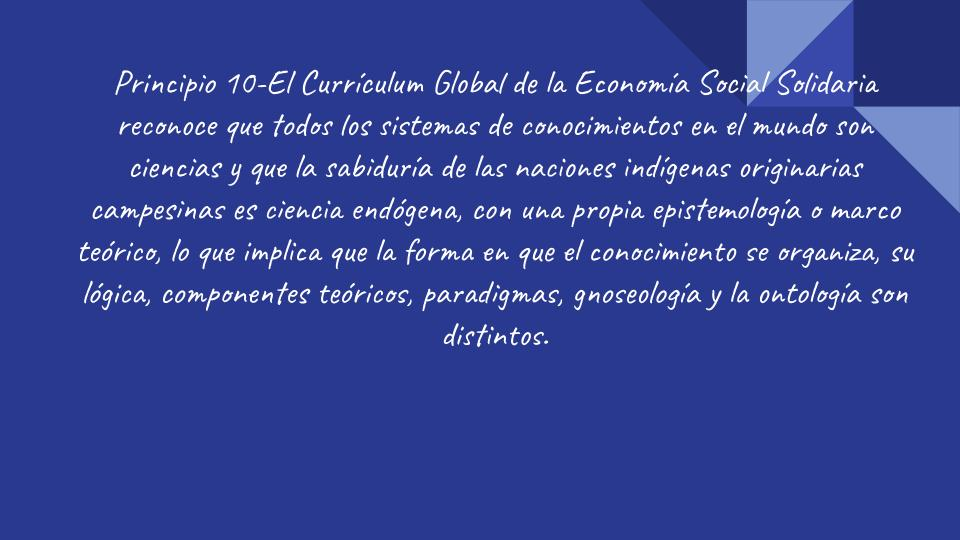 Principio 10-El Currículum Global de la Economía Social Solidaria
reconoce que todos los sistemas de conocimientos en el mundo son
ciencias y que la sabiduría de las naciones indígenas originarias
campesinas es ciencia endógena, con una propia epistemología o marco
teórico, lo que implica que la forma en que el conocimiento se organiza, su
lógica, componentes teóricos, paradigmas, gnoseología y la ontología son
distintos.